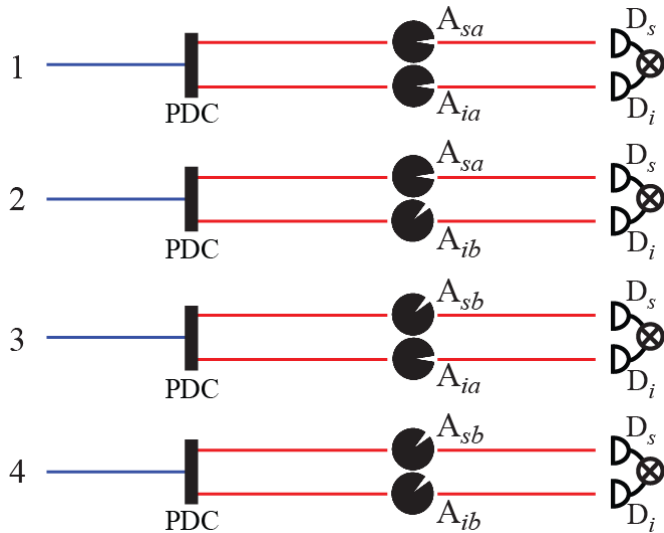 A_sa
D_s
1
PDC
A_ia
D_i
A_sa
D_s
2
PDC
A_ib
D_i
A_sb
D_s
3
PDC
A_ia
D_i
A_sb
D_s
4
PDC
A_ib
D_i